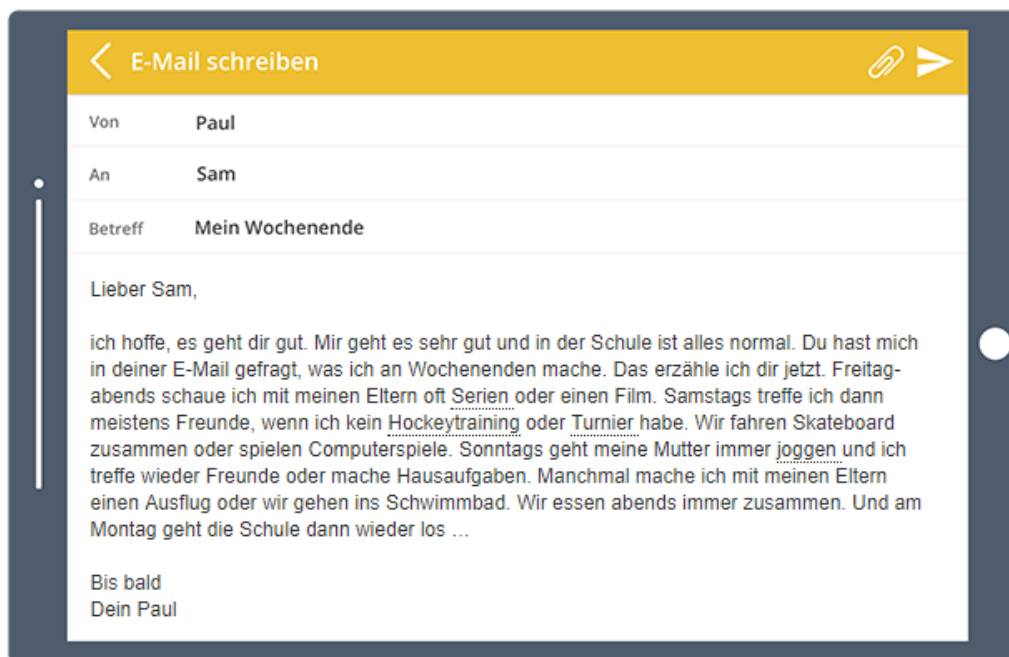 E-Mail schreiben
Von Paul
An Sam
Betreff Mein Wochenende
Lieber Sam,
ich hoffe, es geht dir gut. Mir geht es sehr gut und in der Schule ist alles normal. Du hast mich
in deiner E-Mail gefragt, was ich an Wochenenden mache. Das erzähle ich dir jetzt. Freitag-
abends schaue ich mit meinen Eltern oft Serien oder einen Film. Samstags treffe ich dann
meistens Freunde, wenn ich kein Hockeytraining oder Turnier habe. Wir fahren Skateboard
zusammen oder spielen Computerspiele. Sonntags geht meine Mutter immer joggen und ich
treffe wieder Freunde oder mache Hausaufgaben. Manchmal mache ich mit meinen Eltern
einen Ausflug oder wir gehen ins Schwimmbad. Wir essen abends immer zusammen. Und am
Montag geht die Schule dann wieder los ...
Bis bald
Dein Paul